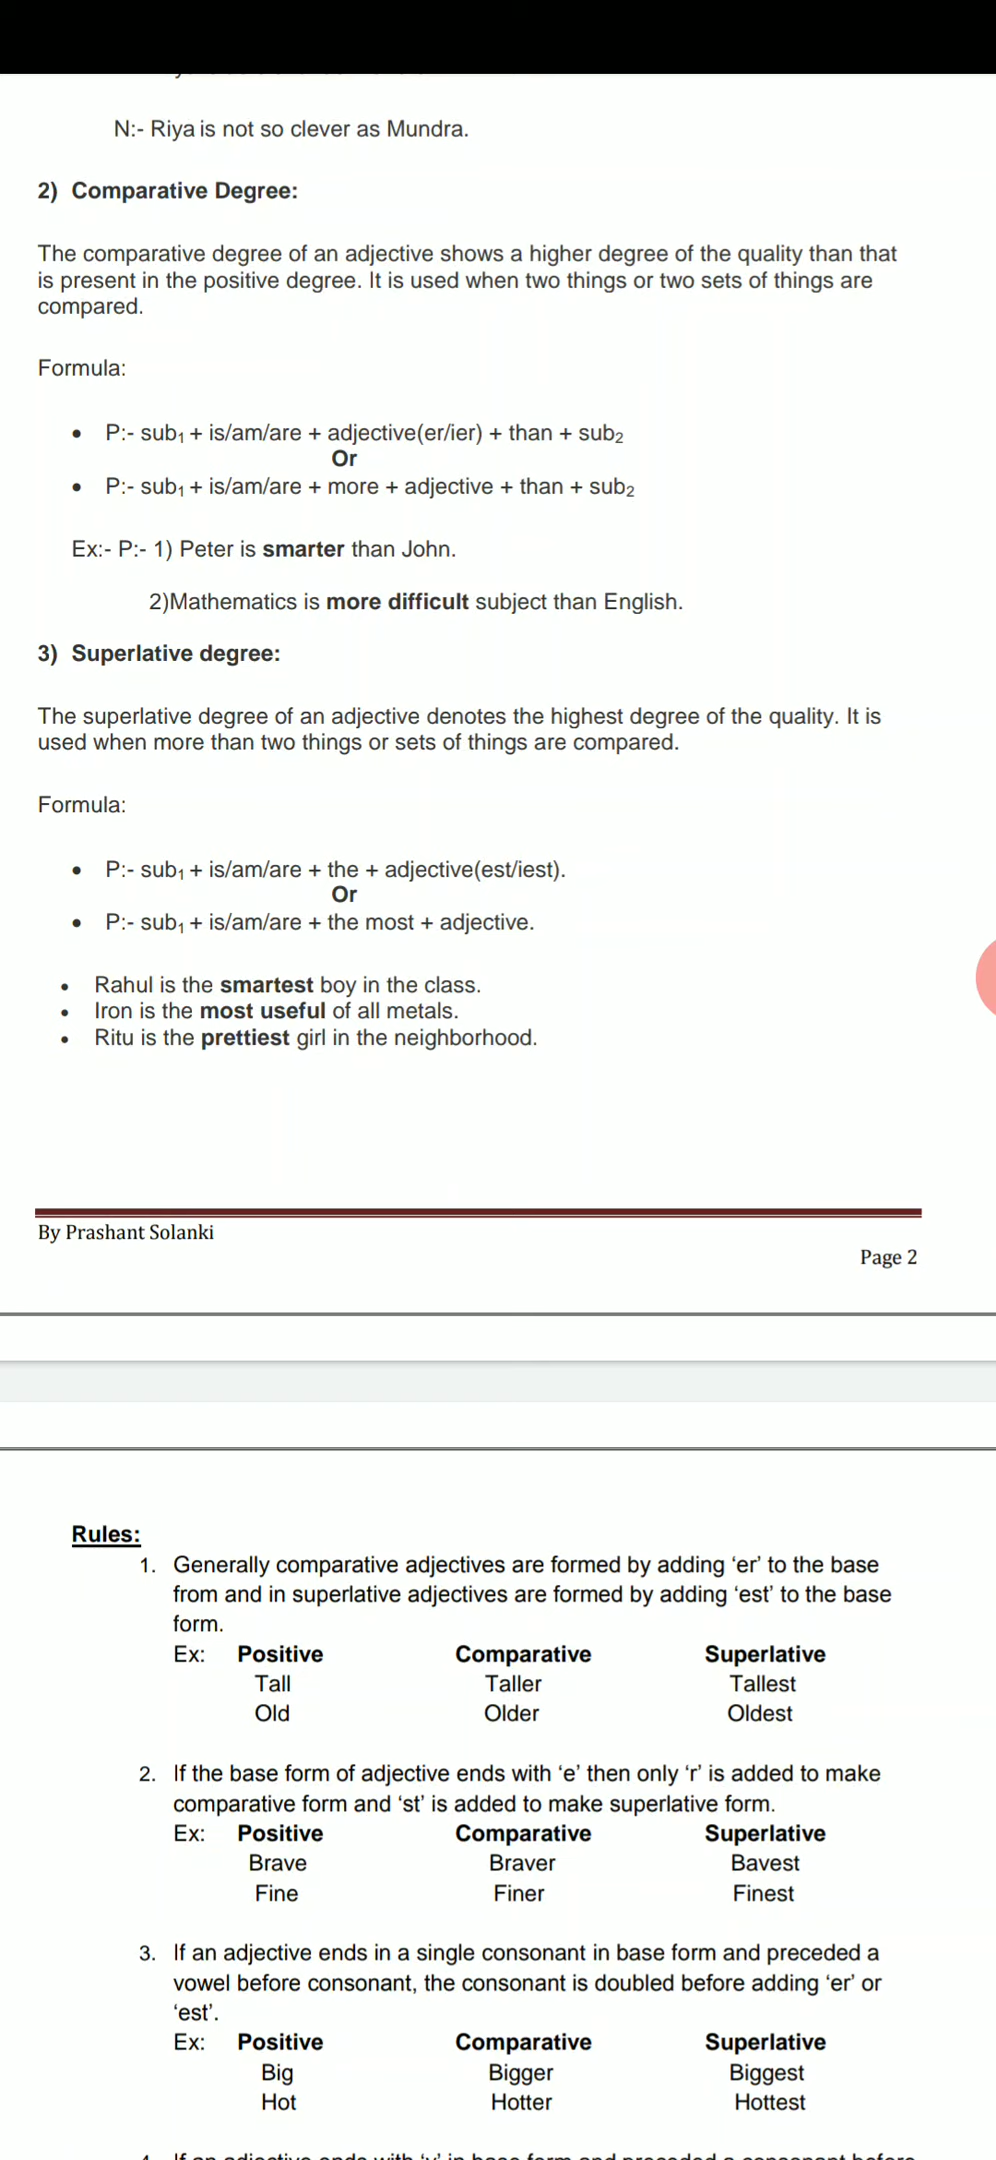 N:- Riya is not so clever as Mundra.
2) Comparative Degree:
The comparative degree of an adjective shows a higher degree of the quality than that
is present in the positive degree. It is used when two things or two sets of things are
compared.
Formula:
• P:- sub₁ + is/am/are + adjective(er/ier) + than + sub₂
Or
• P:- sub₁ + is/am/are + more + adjective + than + sub₂
Ex:- P:- 1) Peter is smarter than John.
2)Mathematics is more difficult subject than English.
3) Superlative degree:
The superlative degree of an adjective denotes the highest degree of the quality. It is
used when more than two things or sets of things are compared.
Formula:
• P:- sub₁ + is/am/are + the + adjective(est/iest).
Or
• P:- sub₁ + is/am/are + the most + adjective.
• Rahul is the smartest boy in the class.
• Iron is the most useful of all metals.
• Ritu is the prettiest girl in the neighborhood.
By Prashant Solanki
Page 2
Rules:
1. Generally comparative adjectives are formed by adding ‘er’ to the base
from and in superlative adjectives are formed by adding ‘est’ to the base
form.
Ex: Positive Comparative Superlative
Tall Taller Tallest
Old Older Oldest
2. If the base form of adjective ends with ‘e’ then only ‘r’ is added to make
comparative form and ‘st’ is added to make superlative form.
Ex: Positive Comparative Superlative
Brave Braver Bavest
Fine Finer Finest
3. If an adjective ends in a single consonant in base form and preceded a
vowel before consonant, the consonant is doubled before adding ‘er’ or
‘est’.
Ex: Positive Comparative Superlative
Big Bigger Biggest
Hot Hotter Hottest
4. If an adjective ends with ‘y’ in base form and preceded a consonant before